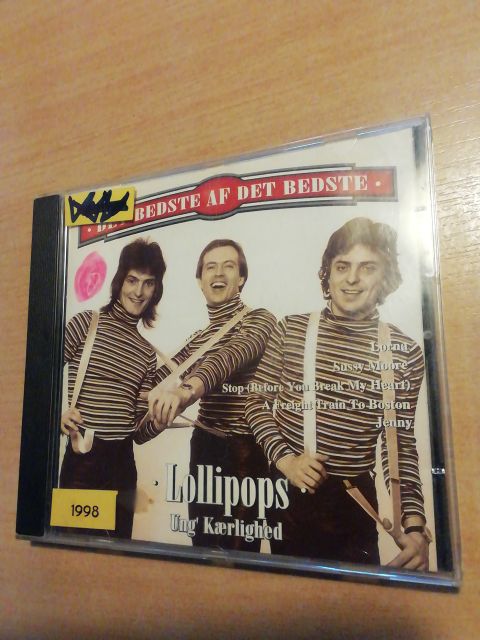 · DET BEDSTE AF DET BEDSTE ·
Lorna
Sussy Moore
Stop (Before You Break My Heart)
A Freight Train To Boston
Jenny
· Lollipops ·
Ung Kærlighed
1998